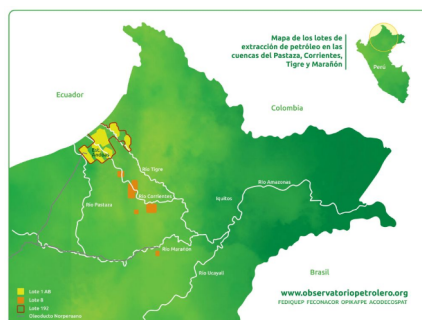 Mapa de los lotes de
extracción de petróleo en las
cuencas del Pastaza, Corrientes,
Tigre y Marañón
Perú
Ecuador
Colombia
Río Tigre
Río Corrientes
Río Pastaza
Iquitos
Río Amazonas
Río Marañón
Río Ucayali
Brasil
Lote 1-AB
Lote 8
Lote 192
Oleoducto Norperuano
www.observatoriopetrolero.org
FEDIQUEP FECONACOR OPIKAFPE ACODECOSPAT